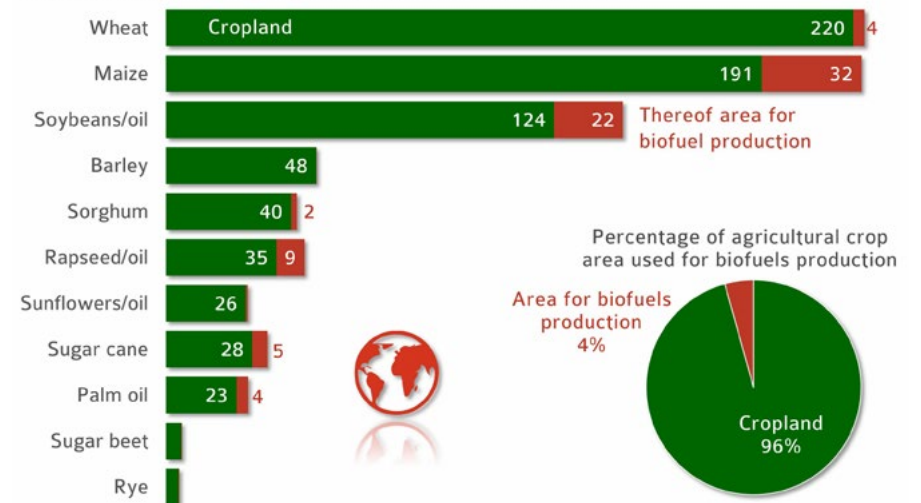 Wheat
Cropland
220
4
Maize
191
32
Soybeans/oil
124
22
Thereof area for
biofuel production
Barley
48
Sorghum
40
2
Rapeseed/oil
35
9
Sunflowers/oil
26
Sugar cane
28
5
Palm oil
23
4
Sugar beet
Rye
Percentage of agricultural crop
area used for biofuels production
Area for biofuels
production
4%
Cropland
96%